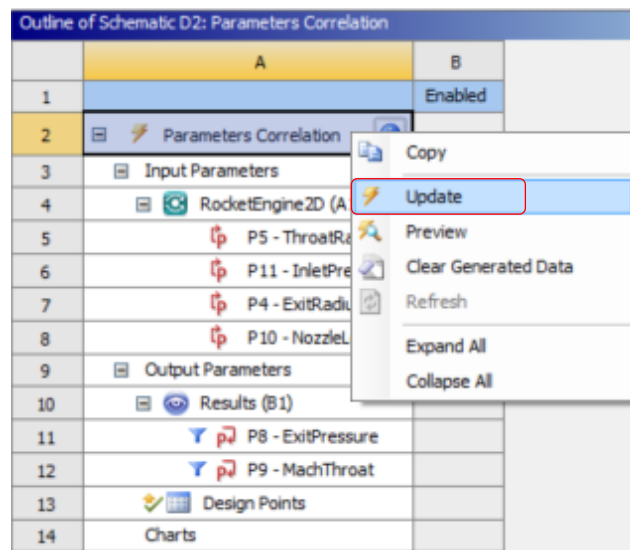 Outline of Schematic D2: Parameters Correlation
A B
1 Enabled
2 Parameters Correlation
Copy
3 Input Parameters
4 RocketEngine2D (A
Update
5 P5 - ThroatRa
Preview
6 P11 - InletPre
Clear Generated Data
7 P4 - ExitRadiu
Refresh
8 P10 - NozzleL
Expand All
9 Output Parameters
Collapse All
10 Results (B1)
11 P8 - ExitPressure
12 P9 - MachThroat
13 Design Points
14 Charts